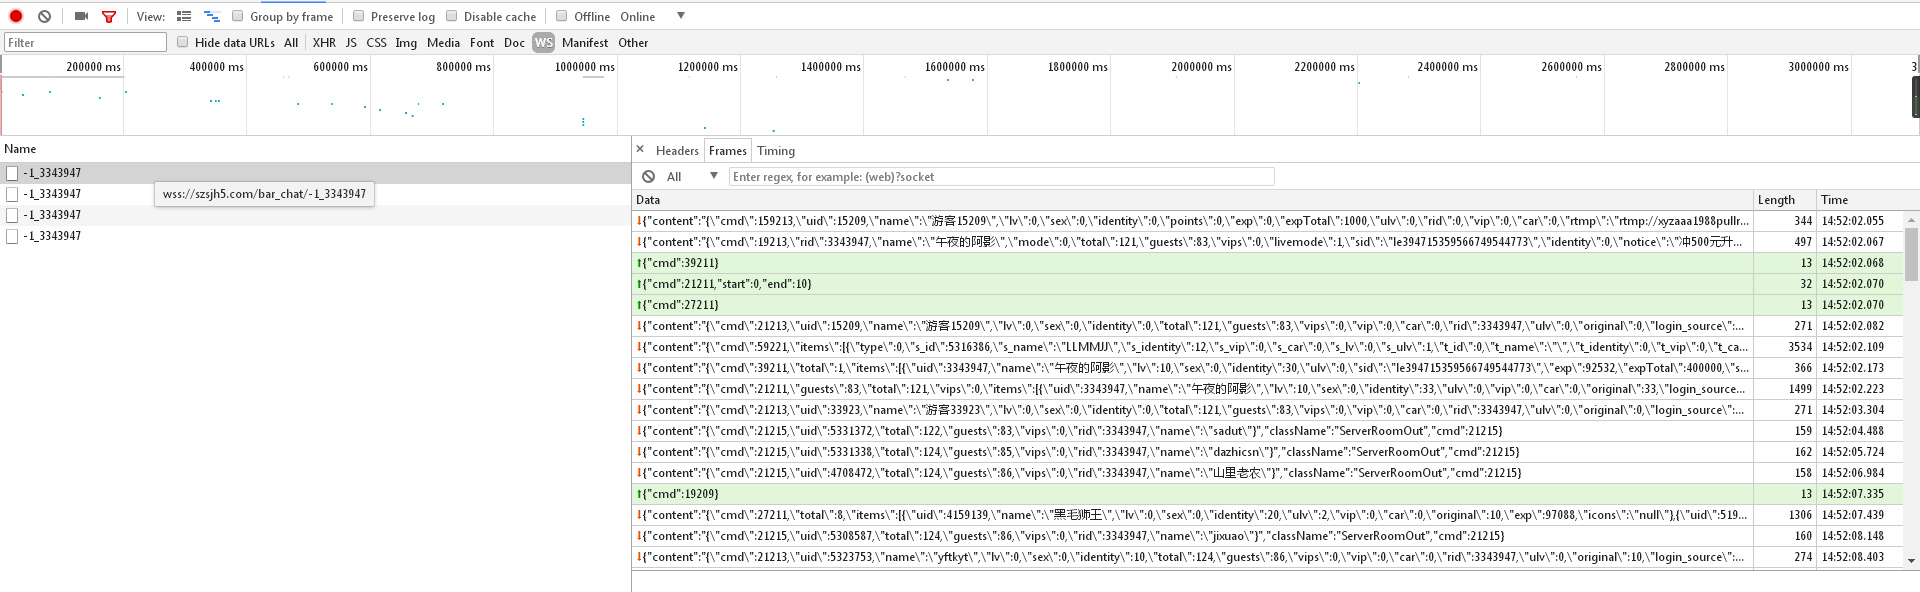 View: Group by frame Preserve log Disable cache Offline Online
Filter Hide data URLs All XHR JS CSS Img Media Font Doc WS Manifest Other
200000 ms 400000 ms 600000 ms 800000 ms 1000000 ms 1200000 ms 1400000 ms 1600000 ms 1800000 ms 2000000 ms 2200000 ms 2400000 ms 2600000 ms 2800000 ms 3000000 ms 3
Name
-1_3343947
-1_3343947
-1_3343947
-1_3343947
wss://szsjh5.com/bar_chat/-1_3343947
× Headers Frames Timing
All Enter regex, for example: (web)?socket
Data Length Time
{"content":"{\"cmd\":159213,\"uid\":15209,\"name\":\"游客15209\",\"lv\":0,\"sex\":0,\"identity\":0,\"points\":0,\"exp\":0,\"expTotal\":1000,\"ulv\":0,\"rid\":0,\"vip\":0,\"car\":0,\"rtmp\":\"rtmp://xyzaaa1988pullr... 344 14:52:02.055
{"content":"{\"cmd\":19213,\"rid\":3343947,\"name\":\"午夜的阿影\",\"mode\":0,\"total\":121,\"guests\":83,\"vips\":0,\"livemode\":1,\"sid\":\"le394715359566749544773\",\"identity\":0,\"notice\":\"冲500元升... 497 14:52:02.067
{"cmd":39211} 13 14:52:02.068
{"cmd":21211,"start":0,"end":10} 32 14:52:02.070
{"cmd":27211} 13 14:52:02.070
{"content":"{\"cmd\":21213,\"uid\":15209,\"name\":\"游客15209\",\"lv\":0,\"sex\":0,\"identity\":0,\"total\":121,\"guests\":83,\"vips\":0,\"vip\":0,\"car\":0,\"rid\":3343947,\"ulv\":0,\"original\":0,\"login_source\":... 271 14:52:02.082
{"content":"{\"cmd\":59221,\"items\":[{\"type\":0,\"s_id\":5316386,\"s_name\":\"LLMMJJ\",\"s_identity\":12,\"s_vip\":0,\"s_car\":0,\"s_lv\":0,\"s_ulv\":1,\"t_id\":0,\"t_name\":\"\",\"t_identity\":0,\"t_vip\":0,\"t_ca... 3534 14:52:02.109
{"content":"{\"cmd\":39211,\"total\":1,\"items\":[{\"uid\":3343947,\"name\":\"午夜的阿影\",\"lv\":10,\"sex\":0,\"identity\":30,\"ulv\":0,\"sid\":\"le394715359566749544773\",\"exp\":92532,\"expTotal\":400000,\"s... 366 14:52:02.173
{"content":"{\"cmd\":21211,\"guests\":83,\"total\":121,\"vips\":0,\"items\":[{\"uid\":3343947,\"name\":\"午夜的阿影\",\"lv\":10,\"sex\":0,\"identity\":33,\"ulv\":0,\"vip\":0,\"car\":0,\"original\":33,\"login_source... 1499 14:52:02.223
{"content":"{\"cmd\":21213,\"uid\":33923,\"name\":\"游客33923\",\"lv\":0,\"sex\":0,\"identity\":0,\"total\":121,\"guests\":83,\"vips\":0,\"vip\":0,\"car\":0,\"rid\":3343947,\"ulv\":0,\"original\":0,\"login_source\":... 271 14:52:03.304
{"content":"{\"cmd\":21215,\"uid\":5331372,\"total\":122,\"guests\":83,\"vips\":0,\"rid\":3343947,\"name\":\"sadut\"}","className":"ServerRoomOut","cmd":21215} 159 14:52:04.488
{"content":"{\"cmd\":21215,\"uid\":5331338,\"total\":124,\"guests\":85,\"vips\":0,\"rid\":3343947,\"name\":\"dazhicsn\"}","className":"ServerRoomOut","cmd":21215} 162 14:52:05.724
{"content":"{\"cmd\":21215,\"uid\":4708472,\"total\":124,\"guests\":86,\"vips\":0,\"rid\":3343947,\"name\":\"山里老农\"}","className":"ServerRoomOut","cmd":21215} 158 14:52:06.984
{"cmd":19209} 13 14:52:07.335
{"content":"{\"cmd\":27211,\"total\":8,\"items\":[{\"uid\":4159139,\"name\":\"黑毛狮王\",\"lv\":0,\"sex\":0,\"identity\":20,\"ulv\":2,\"vip\":0,\"car\":0,\"original\":10,\"exp\":97088,\"icons\":\"null\"},{\"uid\":519... 1306 14:52:07.439
{"content":"{\"cmd\":21215,\"uid\":5308587,\"total\":124,\"guests\":86,\"vips\":0,\"rid\":3343947,\"name\":\"jixuao\"}","className":"ServerRoomOut","cmd":21215} 160 14:52:08.148
{"content":"{\"cmd\":21213,\"uid\":5323753,\"name\":\"yftkyt\",\"lv\":0,\"sex\":0,\"identity\":10,\"total\":124,\"guests\":86,\"vips\":0,\"vip\":0,\"car\":0,\"rid\":3343947,\"ulv\":0,\"original\":10,\"login_source\":... 274 14:52:08.403